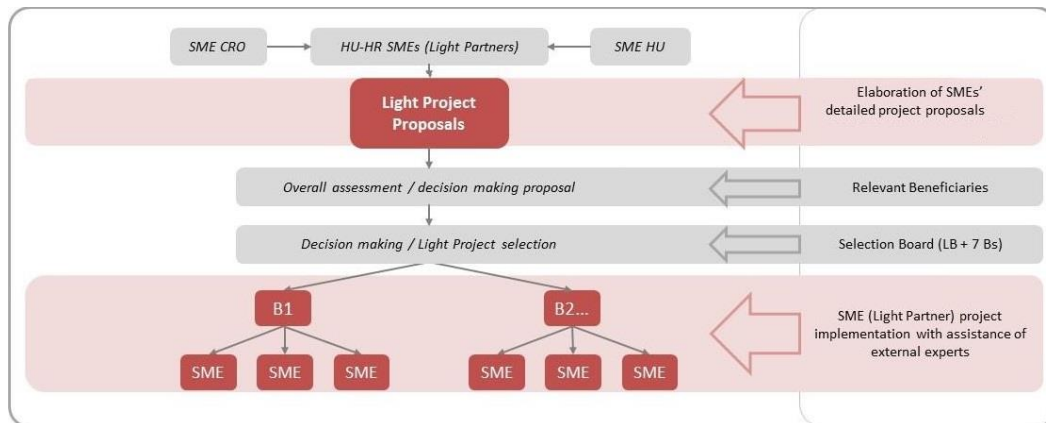 SME CRO
HU-HR SMEs (Light Partners)
SME HU
Light Project
Proposals
Elaboration of SMEs'
detailed project proposals
Overall assessment / decision making proposal
Relevant Beneficiaries
Decision making / Light Project selection
Selection Board (LB + 7 Bs)
B1
B2...
SME (Light Partner) project
implementation with assistance of
external experts
SME
SME
SME
SME
SME
SME